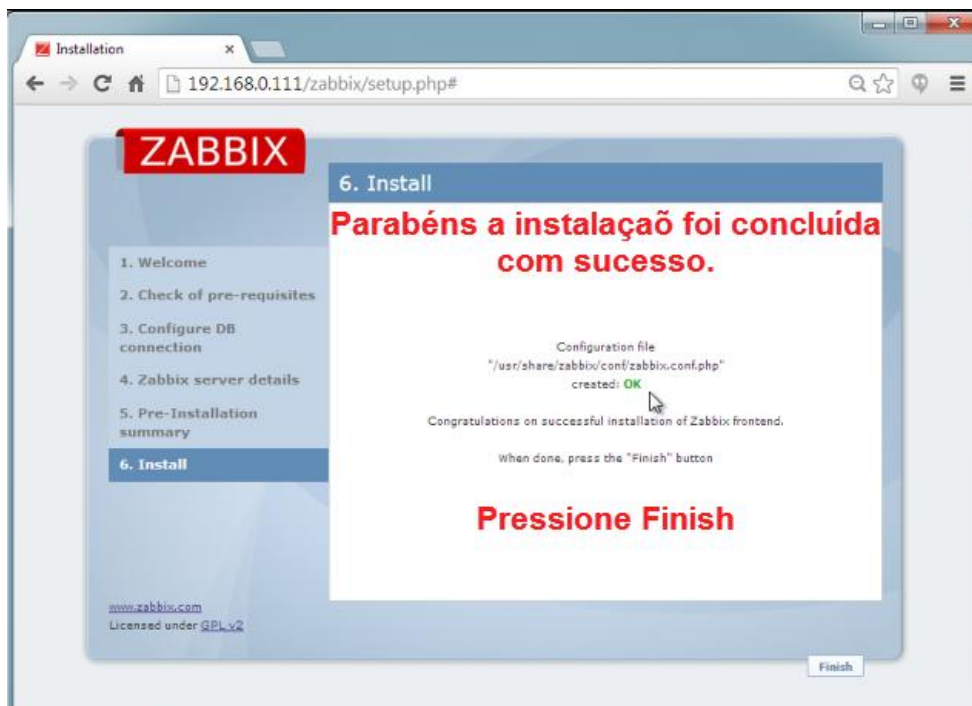 Installation
192.168.0.111/zabbix/setup.php#
ZABBIX
6. Install
Parabéns a instalaçaõ foi concluída
com sucesso.
1. Welcome
2. Check of pre-requisites
3. Configure DB
connection
4. Zabbix server details
5. Pre-Installation
summary
6. Install
Configuration file
"/usr/share/zabbix/conf/zabbix.conf.php"
created: OK
Congratulations on successful installation of Zabbix frontend.
When done, press the "Finish" button
Pressione Finish
www.zabbix.com
Licensed under GPL v2
Finish